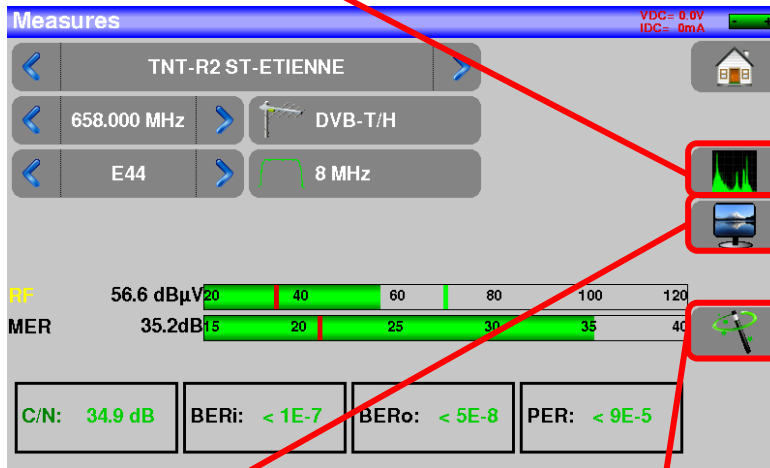 Measures
VDC= 0.0V
IDC= 0mA
- +
TNT-R2 ST-ETIENNE
658.000 MHz DVB-T/H
E44 8 MHz
RF 56.6 dBµV 20 40 60 80 100 120
MER 35.2dB 15 20 25 30 35 40
C/N: 34.9 dB BERi: < 1E-7 BERo: < 5E-8 PER: < 9E-5